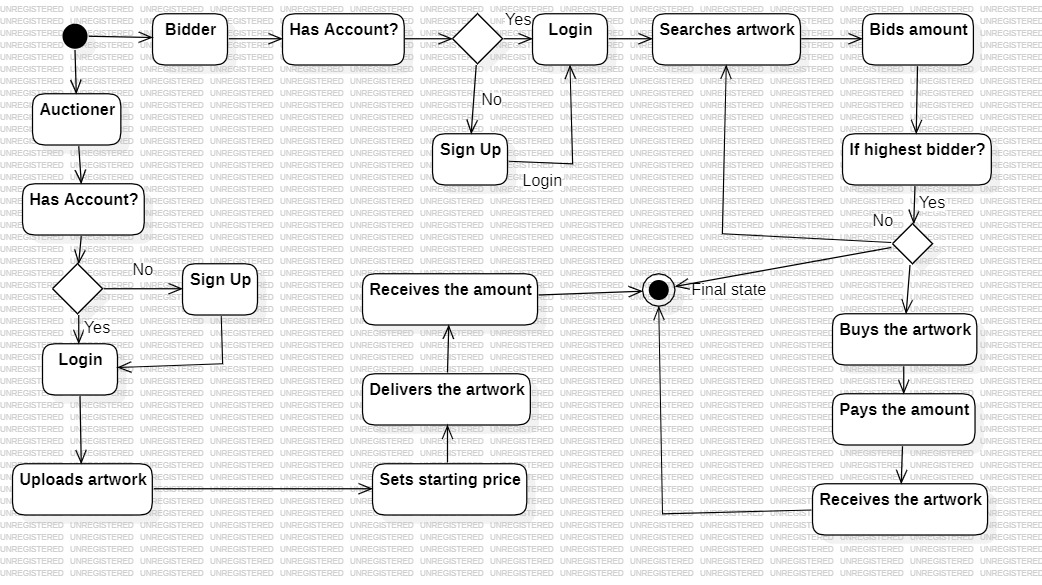 Bidder
Has Account?
Yes
Login
Searches artwork
Bids amount
Auctioner
No
Sign Up
Login
If highest bidder?
Has Account?
Yes
No
No
Sign Up
Receives the amount
Final state
Yes
Login
Buys the artwork
Delivers the artwork
Pays the amount
Uploads artwork
Sets starting price
Receives the artwork
UNREGISTERED